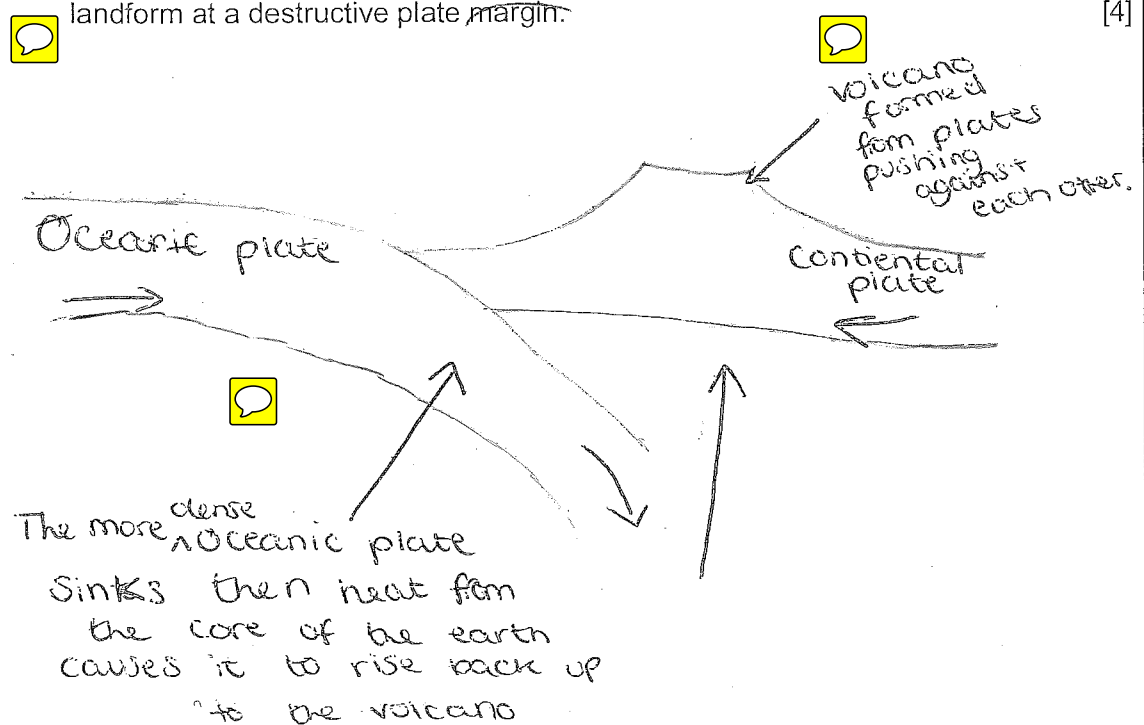 landform at a destructive plate margin.
[4]
volcano
formed
from plates
pushing
against
each other.
Oceanic plate
Contiental
plate
dense
The more ^ Oceanic plate
sinks then heat from
the core of the earth
causes it to rise back up
to the volcano